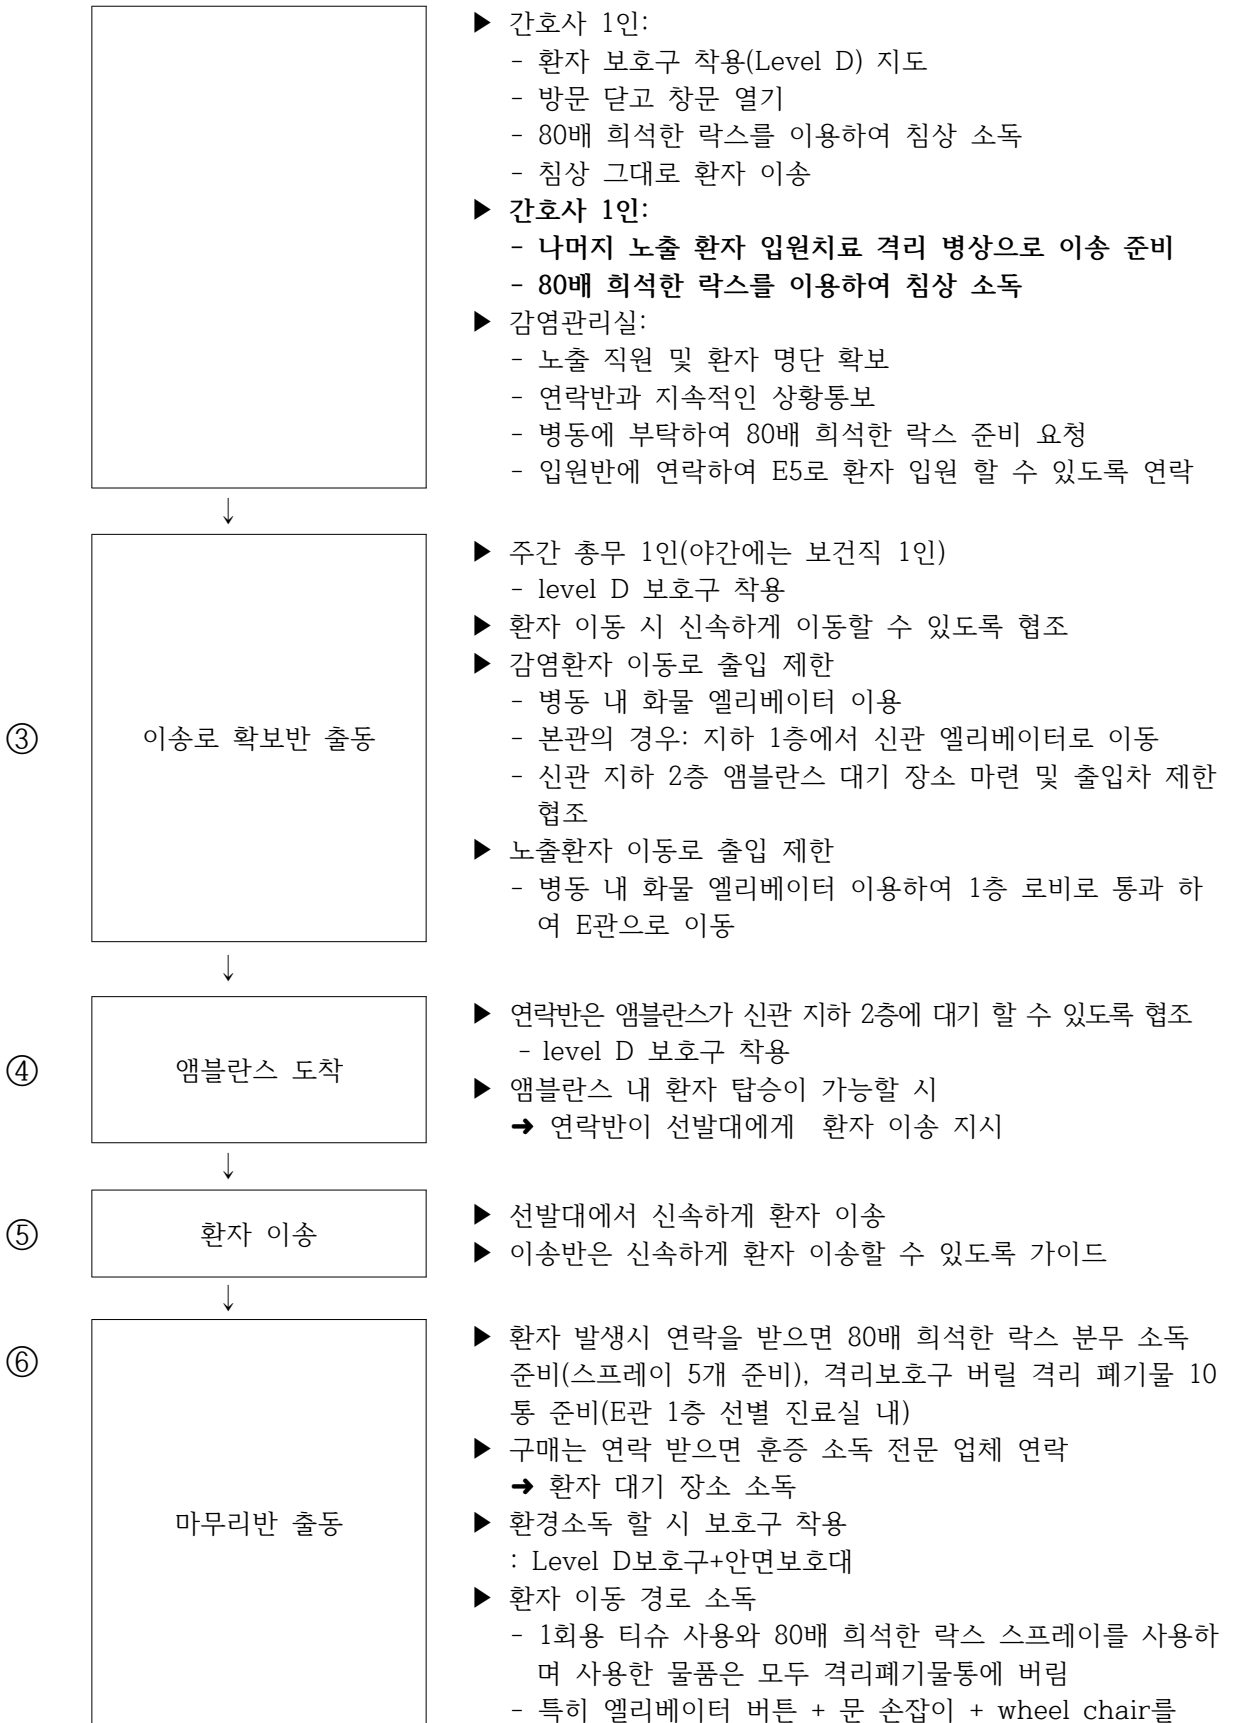 ▶ 간호사 1인:
- 환자 보호구 착용(Level D) 지도
- 방문 닫고 창문 열기
- 80배 희석한 락스를 이용하여 침상 소독
- 침상 그대로 환자 이송
▶ 간호사 1인:
- 나머지 노출 환자 입원치료 격리 병상으로 이송 준비
- 80배 희석한 락스를 이용하여 침상 소독
▶ 감염관리실:
- 노출 직원 및 환자 명단 확보
- 연락반과 지속적인 상황통보
- 병동에 부탁하여 80배 희석한 락스 준비 요청
- 입원반에 연락하여 E5로 환자 입원 할 수 있도록 연락
↓
③
이송로 확보반 출동
▶ 주간 총무 1인(야간에는 보건직 1인)
- level D 보호구 착용
▶ 환자 이동 시 신속하게 이동할 수 있도록 협조
▶ 감염환자 이동로 출입 제한
- 병동 내 화물 엘리베이터 이용
- 본관의 경우: 지하 1층에서 신관 엘리베이터로 이동
- 신관 지하 2층 앰블란스 대기 장소 마련 및 출입차 제한
협조
▶ 노출환자 이동로 출입 제한
- 병동 내 화물 엘리베이터 이용하여 1층 로비로 통과 하
여 E관으로 이동
↓
④
앰블란스 도착
▶ 연락반은 앰블란스가 신관 지하 2층에 대기 할 수 있도록 협조
- level D 보호구 착용
▶ 앰블란스 내 환자 탑승이 가능할 시
➜ 연락반이 선발대에게 환자 이송 지시
↓
⑤
환자 이송
▶ 선발대에서 신속하게 환자 이송
▶ 이송반은 신속하게 환자 이송할 수 있도록 가이드
↓
⑥
마무리반 출동
▶ 환자 발생시 연락을 받으면 80배 희석한 락스 분무 소독
준비(스프레이 5개 준비), 격리보호구 버릴 격리 폐기물 10
통 준비(E관 1층 선별 진료실 내)
▶ 구매는 연락 받으면 훈증 소독 전문 업체 연락
➜ 환자 대기 장소 소독
▶ 환경소독 할 시 보호구 착용
: Level D보호구+안면보호대
▶ 환자 이동 경로 소독
- 1회용 티슈 사용와 80배 희석한 락스 스프레이를 사용하
며 사용한 물품은 모두 격리폐기물통에 버림
- 특히 엘리베이터 버튼 + 문 손잡이 + wheel chair를